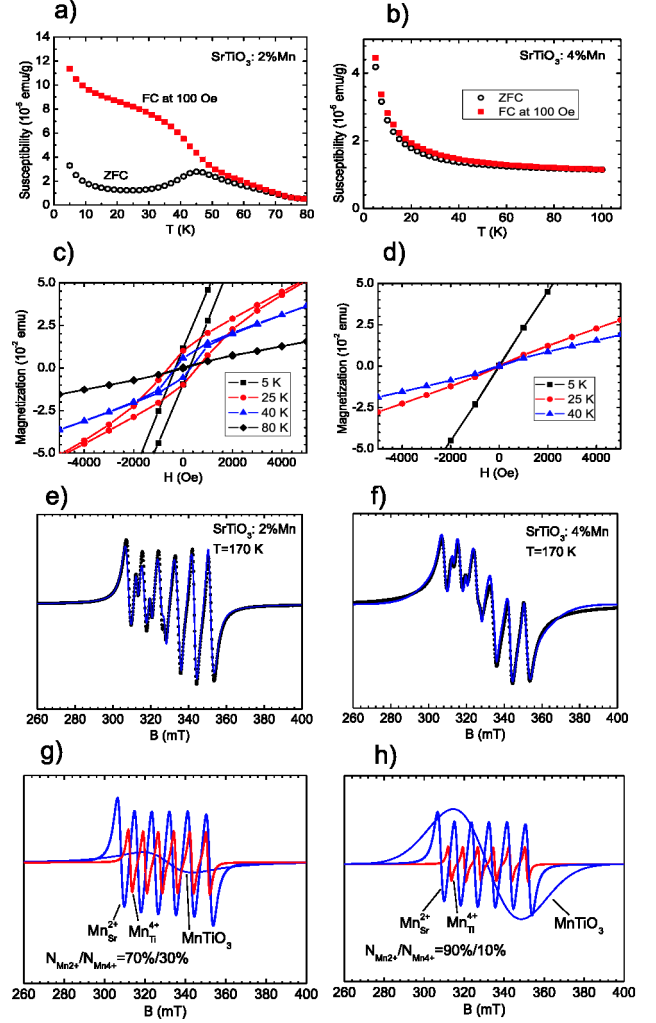 a)
SrTiO₃: 2%Mn
FC at 100 Oe
ZFC
Susceptibility (10⁻⁵ emu/g)
14
12
10
8
6
4
2
0
0 10 20 30 40 50 60 70 80
T (K)
b)
SrTiO₃: 4%Mn
ZFC
FC at 100 Oe
Susceptibility (10⁻⁶ emu/g)
6
4
2
0
0 20 40 60 80 100
T (K)
c)
Magnetization (10⁻² emu)
5.0
2.5
0.0
-2.5
-5.0
5 K
25 K
40 K
80 K
-4000 -2000 0 2000 4000
H (Oe)
d)
Magnetization (10⁻² emu)
5.0
2.5
0.0
-2.5
-5.0
5 K
25 K
40 K
-4000 -2000 0 2000 4000
H (Oe)
e)
SrTiO₃: 2%Mn
T=170 K
260 280 300 320 340 360 380 400
B (mT)
f)
SrTiO₃: 4%Mn
T=170 K
260 280 300 320 340 360 380 400
B (mT)
g)
Mn²⁺Sr
Mn⁴⁺Ti
MnTiO₃
N Mn2+/N Mn4+=70%/30%
260 280 300 320 340 360 380 400
B (mT)
h)
Mn²⁺Sr
Mn⁴⁺Ti
MnTiO₃
N Mn2+/N Mn4+=90%/10%
260 280 300 320 340 360 380 400
B (mT)